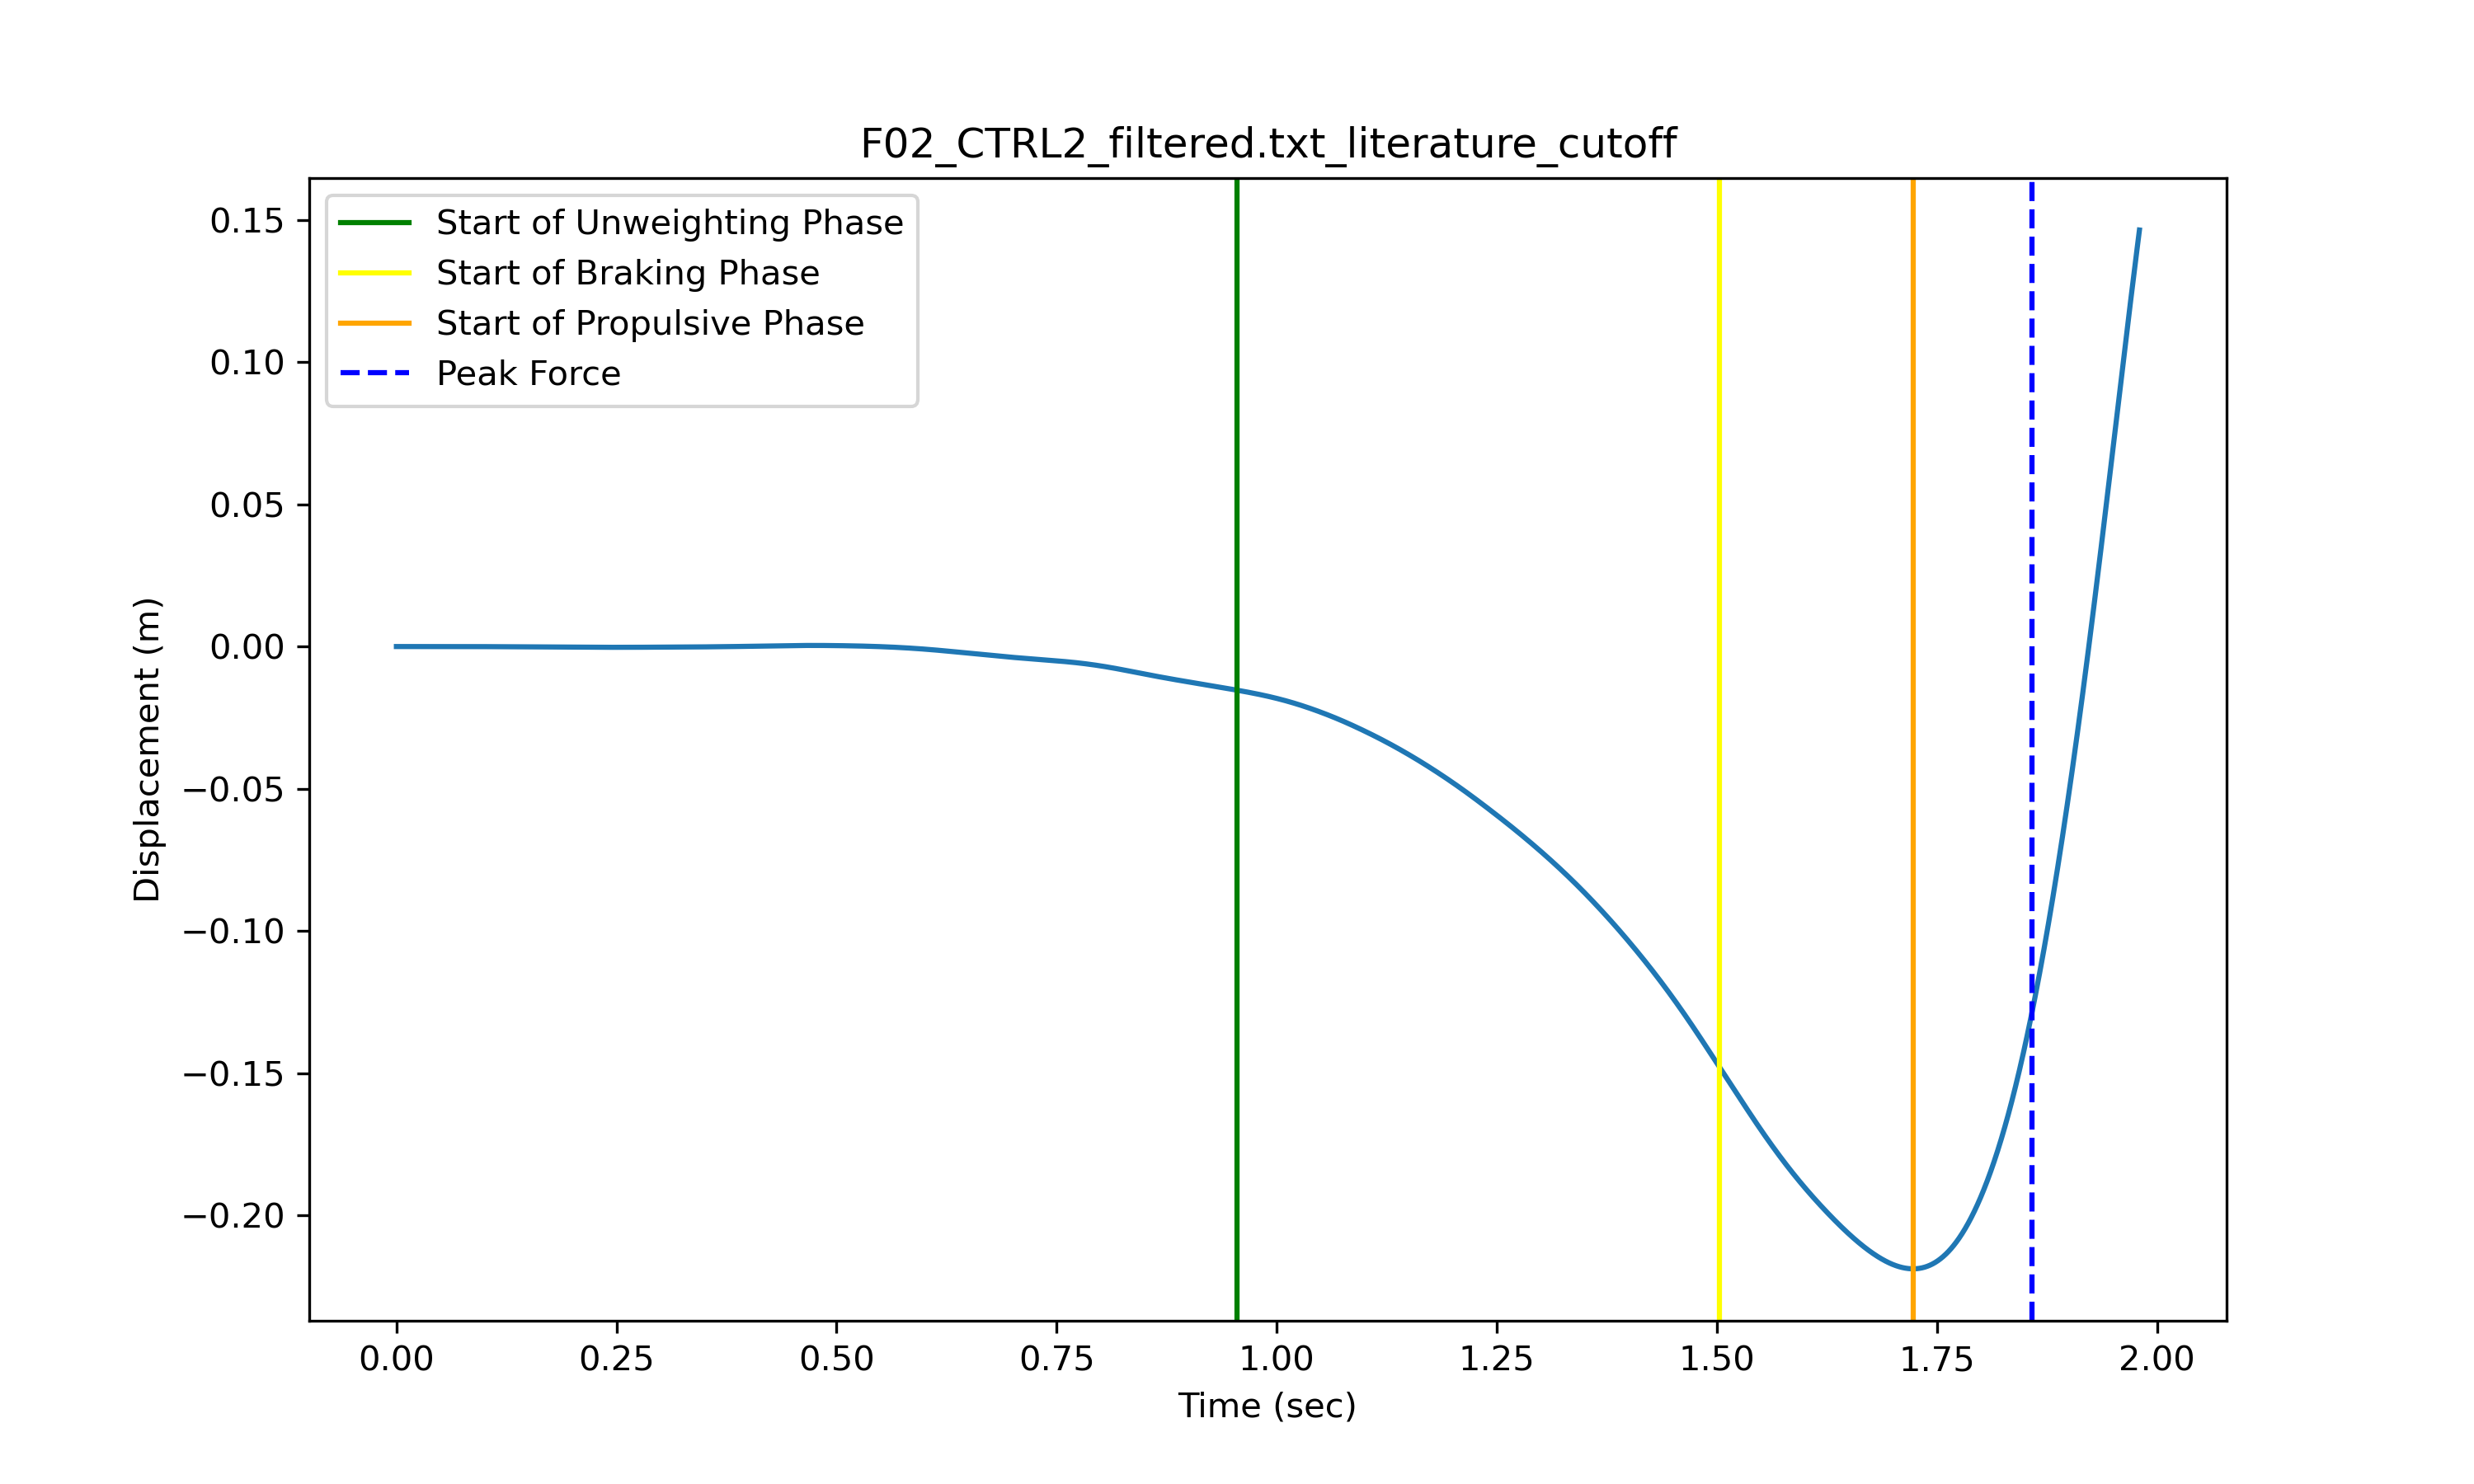 F02_CTRL2_filtered.txt_literature_cutoff
Start of Unweighting Phase
Start of Braking Phase
Start of Propulsive Phase
Peak Force
0.15
0.10
0.05
0.00
−0.05
−0.10
−0.15
−0.20
Displacement (m)
0.00 0.25 0.50 0.75 1.00 1.25 1.50 1.75 2.00
Time (sec)